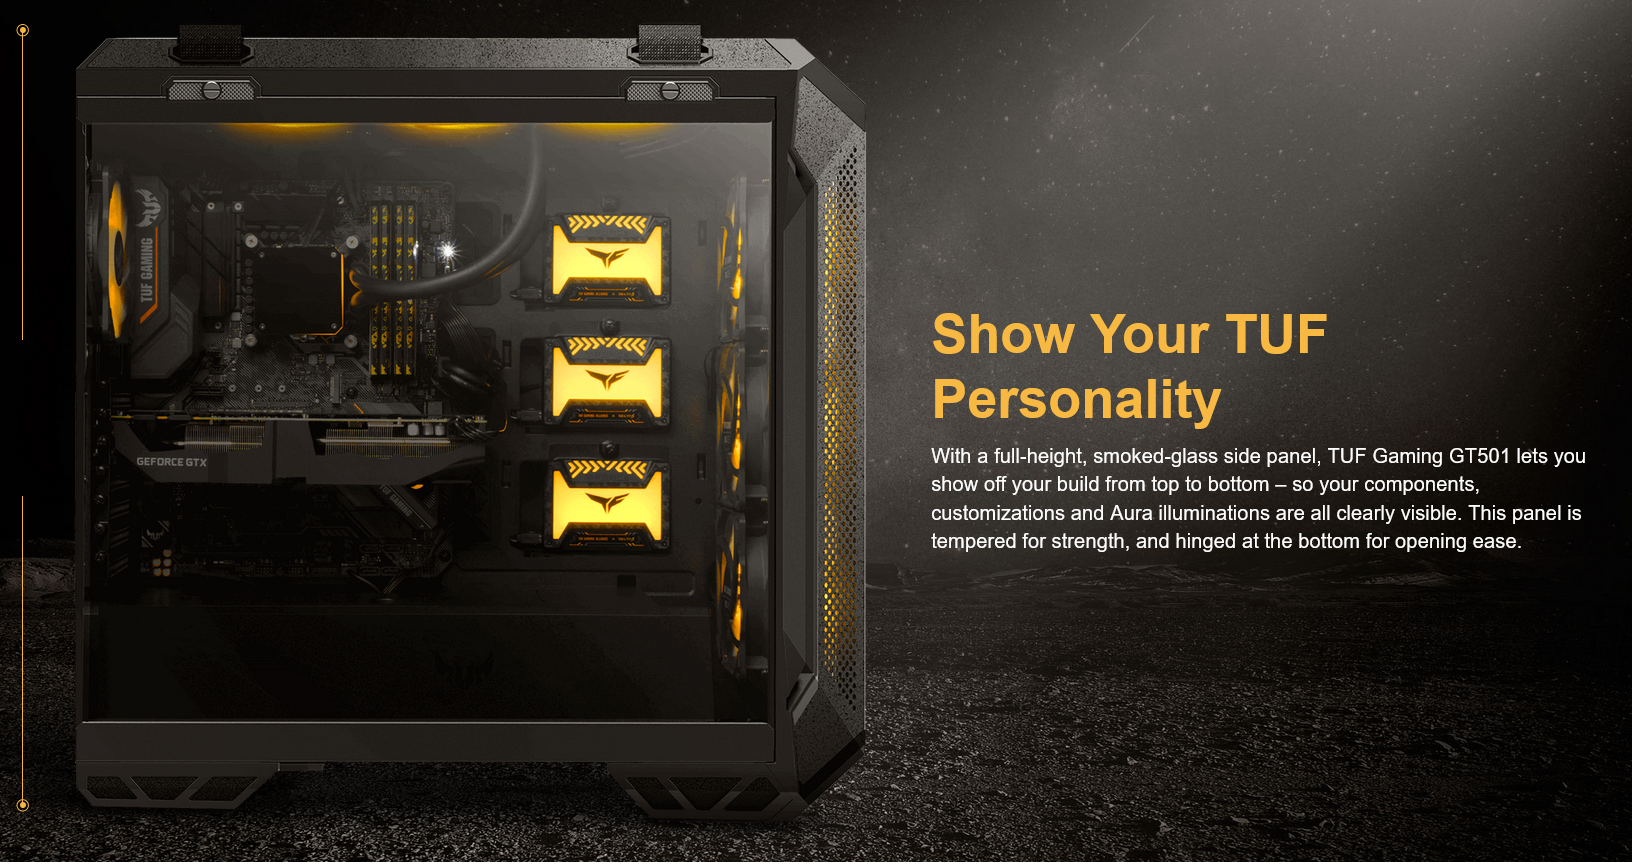 Show Your TUF
Personality
With a full-height, smoked-glass side panel, TUF Gaming GT501 lets you
show off your build from top to bottom – so your components,
customizations and Aura illuminations are all clearly visible. This panel is
tempered for strength, and hinged at the bottom for opening ease.
TUF GAMING
GEFORCE GTX
TUF GAMING